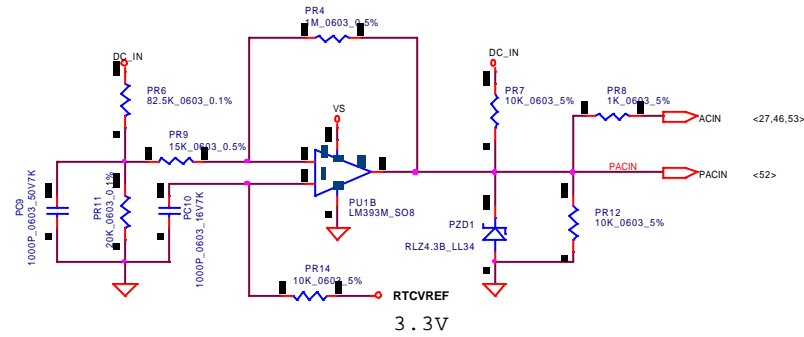 PR4
1M_0603_0.5%
DC_IN
PR6
82.5K_0603_0.1%
PR9
15K_0603_0.5%
VS
PU1B
LM393M_SO8
PC9
1000P_0603_50V7K
PR11
20K_0603_0.1%
PC10
1000P_0603_16V7K
PR14
10K_0603_5%
RTCVREF
3.3V
DC_IN
PR7
10K_0603_5%
PR8
1K_0603_5%
ACIN
<27,46,53>
PACIN
PACIN
<52>
PZD1
RLZ4.3B_LL34
PR12
10K_0603_5%